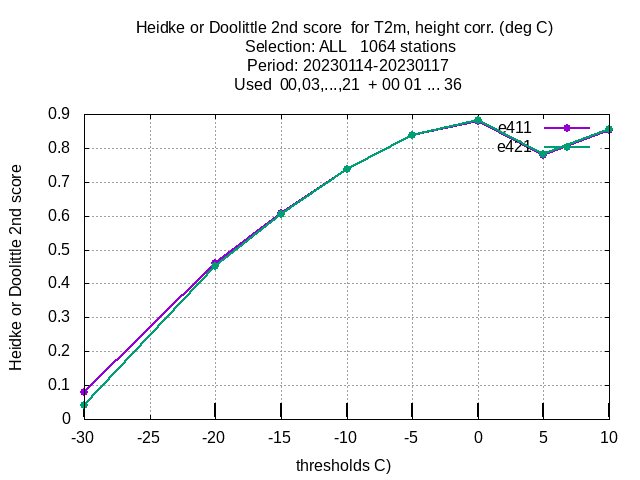 Heidke or Doolittle 2nd score  for T2m, height corr. (deg C)
Selection: ALL   1064 stations
Period: 20230114-20230117
Used  00,03,...,21  + 00 01 ... 36
Heidke or Doolittle 2nd score
0.9
0.8
0.7
0.6
0.5
0.4
0.3
0.2
0.1
0
e411
e421
-30 -25 -20 -15 -10 -5 0 5 10
thresholds C)